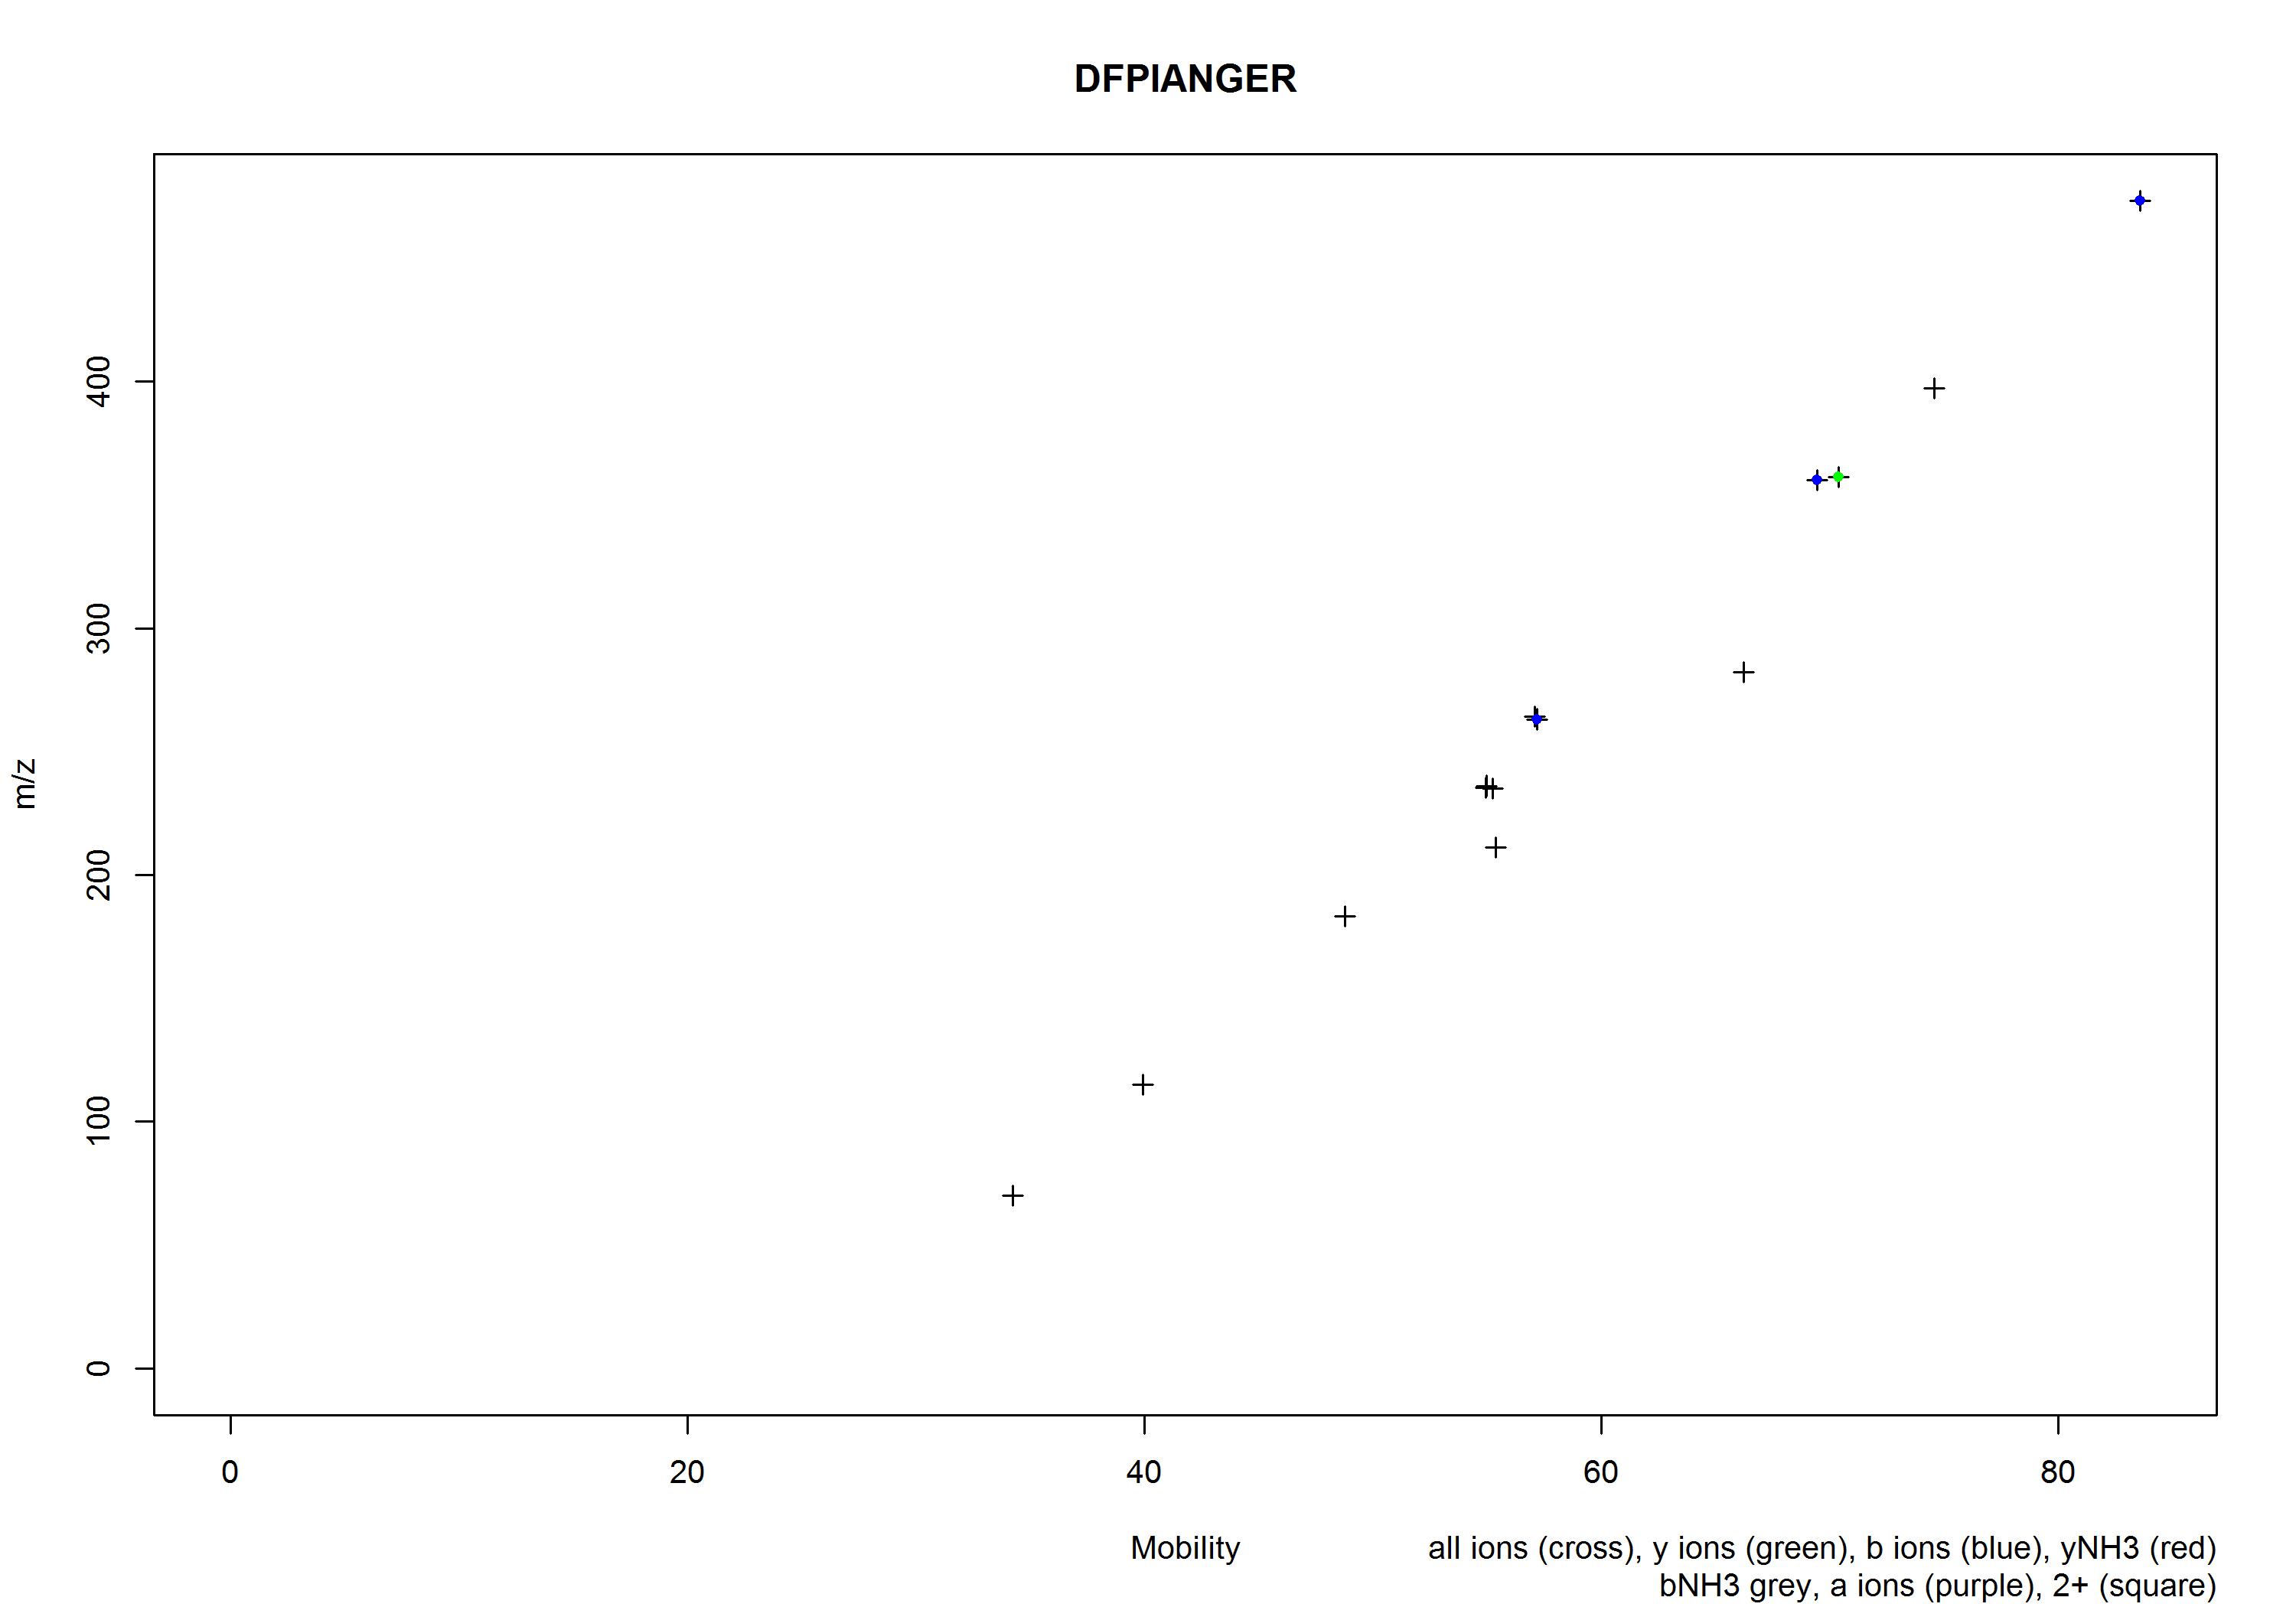 DFPIANGER
m/z
400
300
200
100
0
0 20 40 60 80
Mobility
all ions (cross), y ions (green), b ions (blue), yNH3 (red)
bNH3 grey, a ions (purple), 2+ (square)